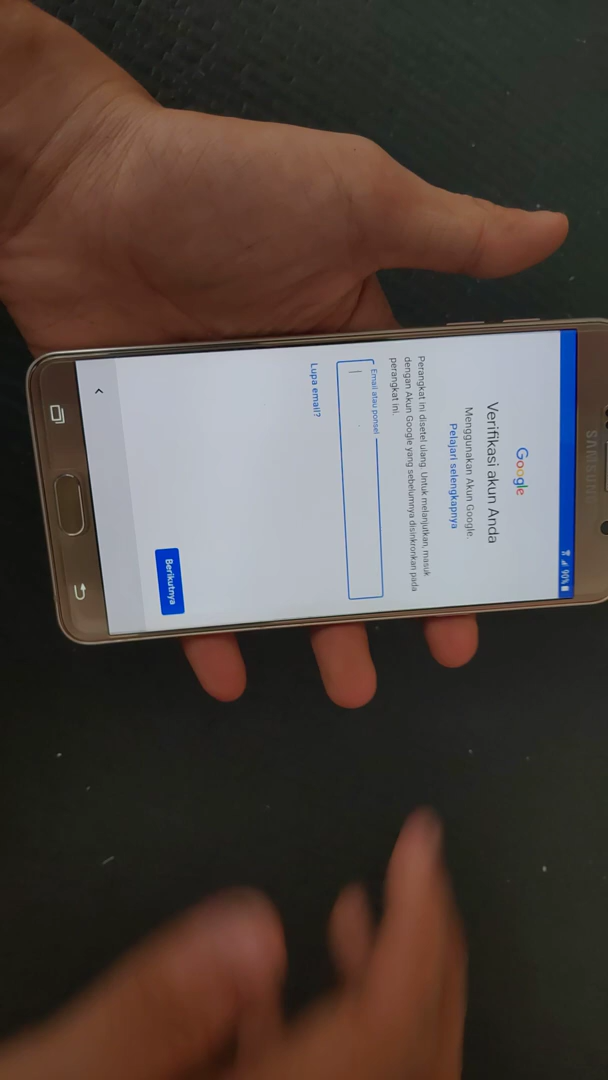 SAMSUNG
90%
Google
Verifikasi akun Anda
Menggunakan Akun Google.
Pelajari selengkapnya
Perangkat ini disetel ulang. Untuk melanjutkan, masuk
dengan Akun Google yang sebelumnya disinkronkan pada
perangkat ini.
Email atau ponsel
Lupa email?
Berikutnya